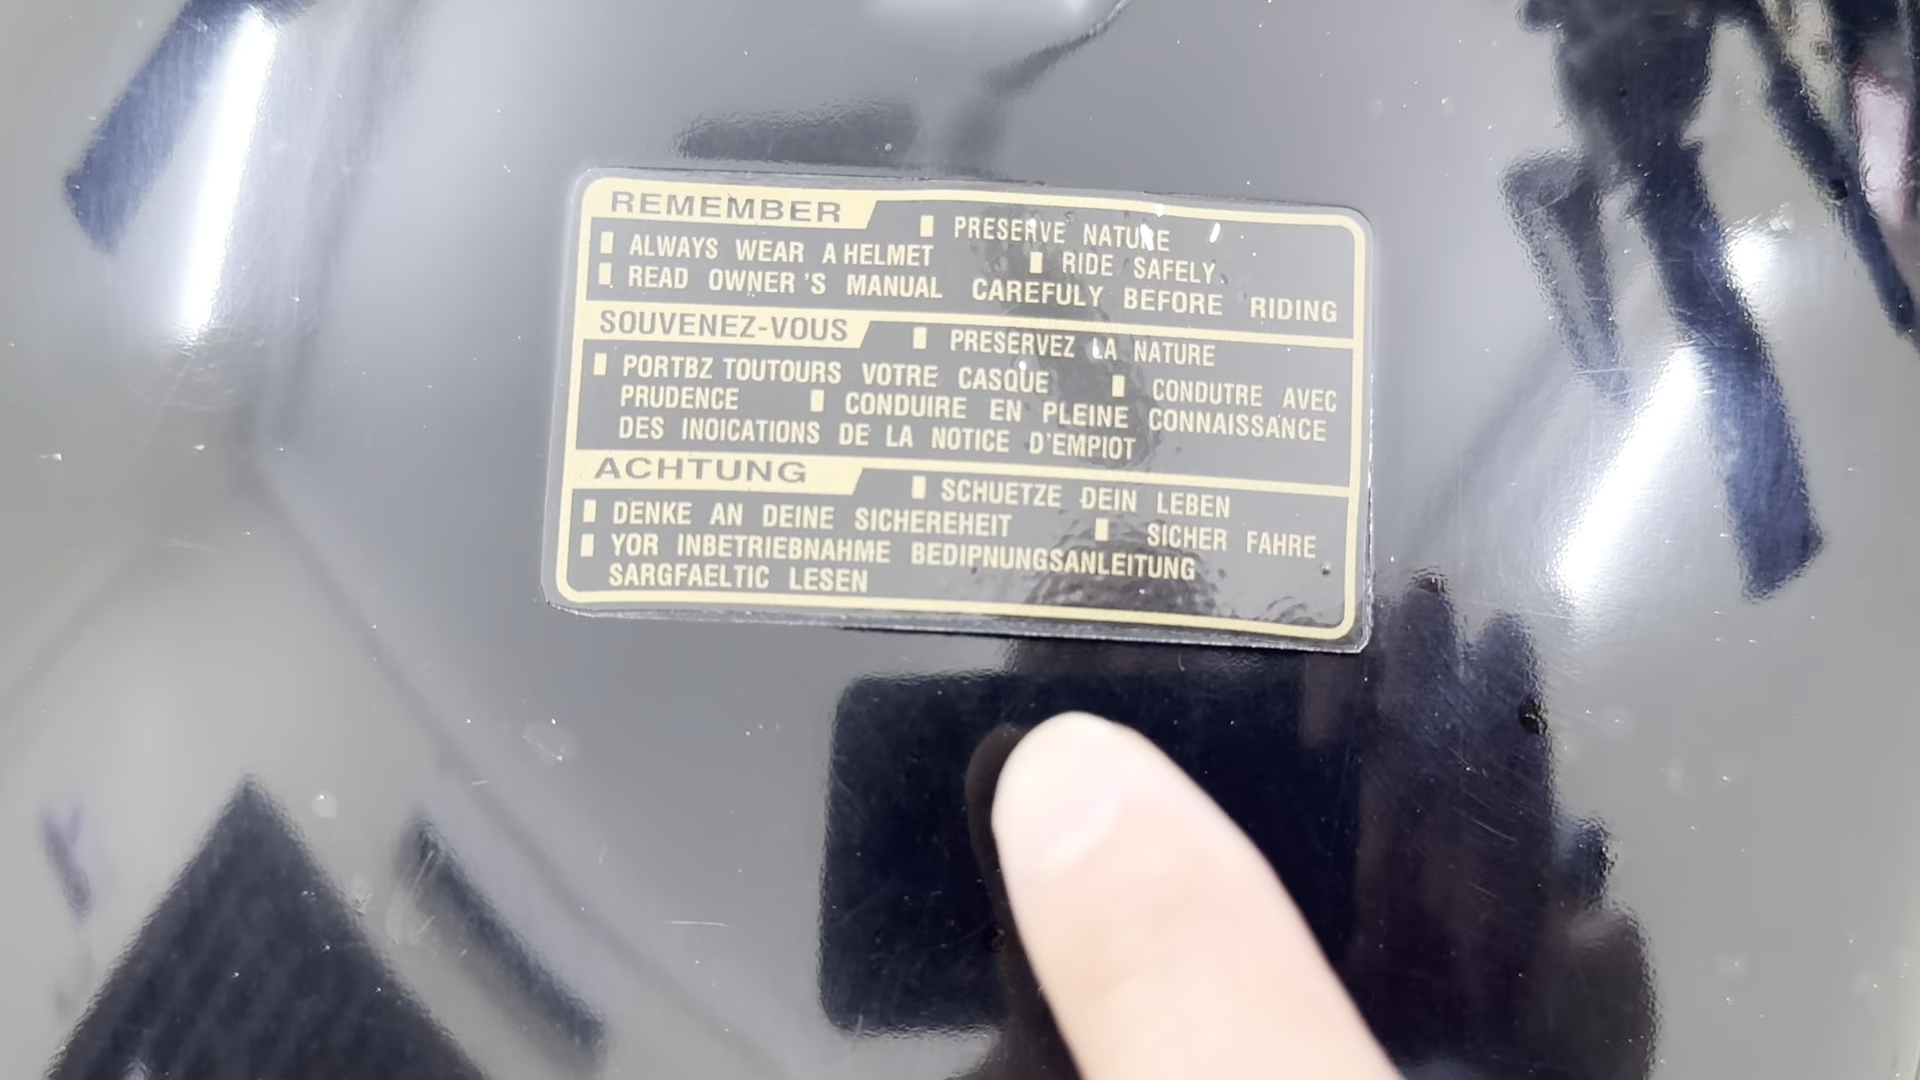 REMEMBER
PRESERVE NATURE
ALWAYS WEAR A HELMET RIDE SAFELY
READ OWNER'S MANUAL CAREFULY BEFORE RIDING
SOUVENEZ-VOUS
PRESERVEZ LA NATURE
PORTBZ TOUTOURS VOTRE CASQUE CONDUTRE AVEC
PRUDENCE CONDUIRE EN PLEINE CONNAISSANCE
DES INOICATIONS DE LA NOTICE D'EMPIOT
ACHTUNG
SCHUETZE DEIN LEBEN
DENKE AN DEINE SICHEREHEIT SICHER FAHRE
YOR INBETRIEBNAHME BEDIPNUNGSANLEITUNG
SARGFAELTIC LESEN